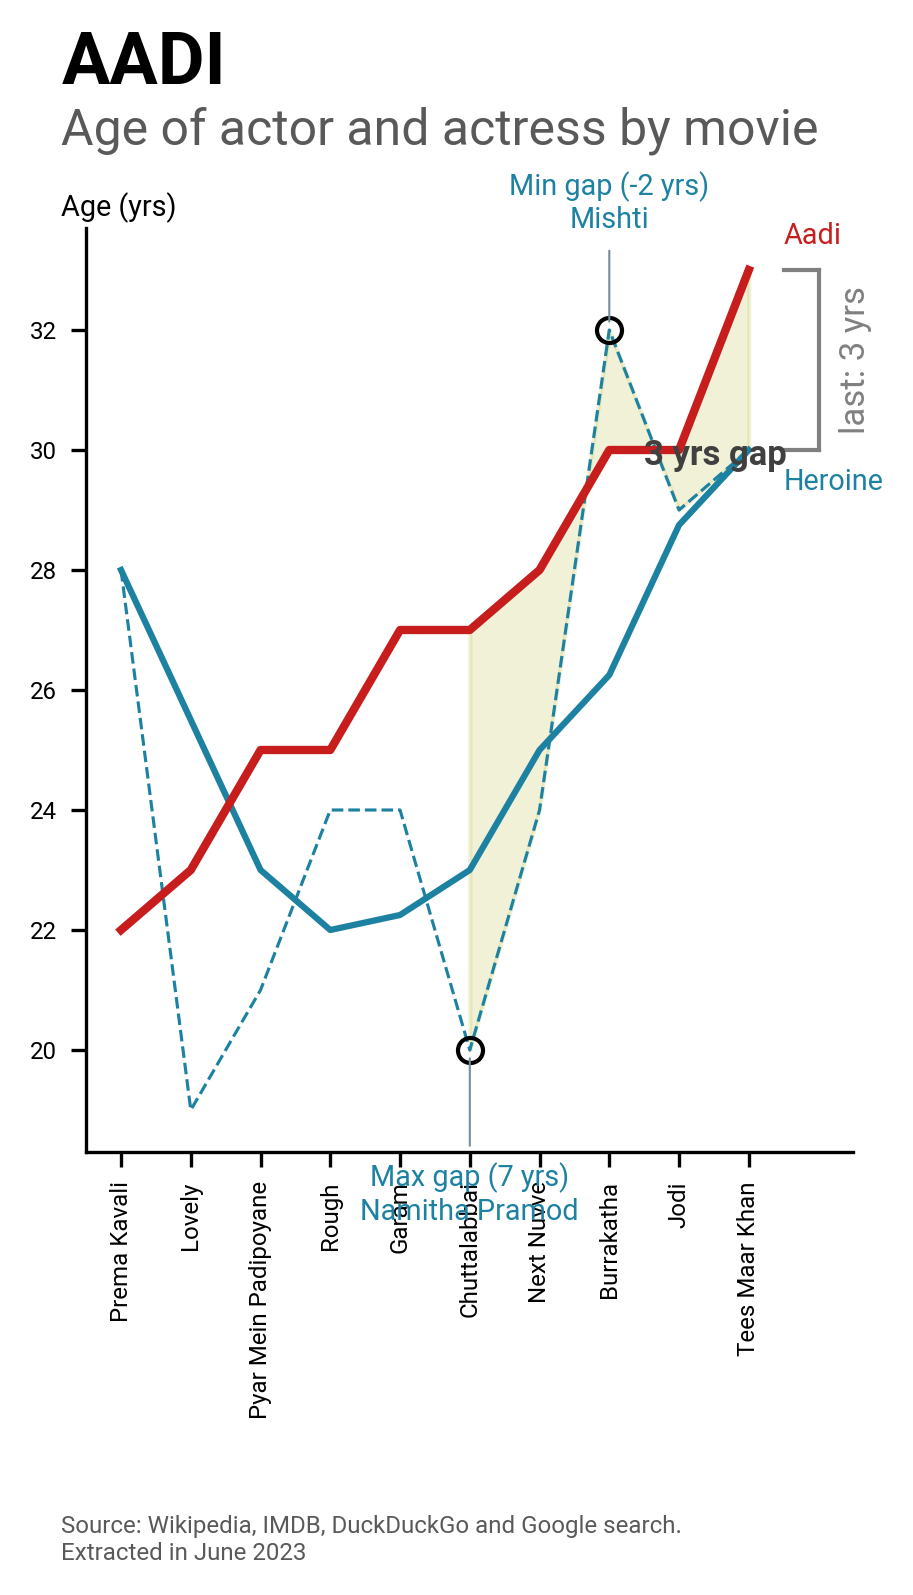 AADI
Age of actor and actress by movie
Min gap (-2 yrs)
Mishti
Age (yrs)
Aadi
last: 3 yrs
3 yrs gap
Heroine
32
30
28
26
24
22
20
Max gap (7 yrs)
Namitha Pramod
Prema Kavali
Lovely
Pyar Mein Padipoyane
Rough
Garam
Chuttalabbai
Next Nuvve
Burrakatha
Jodi
Tees Maar Khan
Source: Wikipedia, IMDB, DuckDuckGo and Google search.
Extracted in June 2023